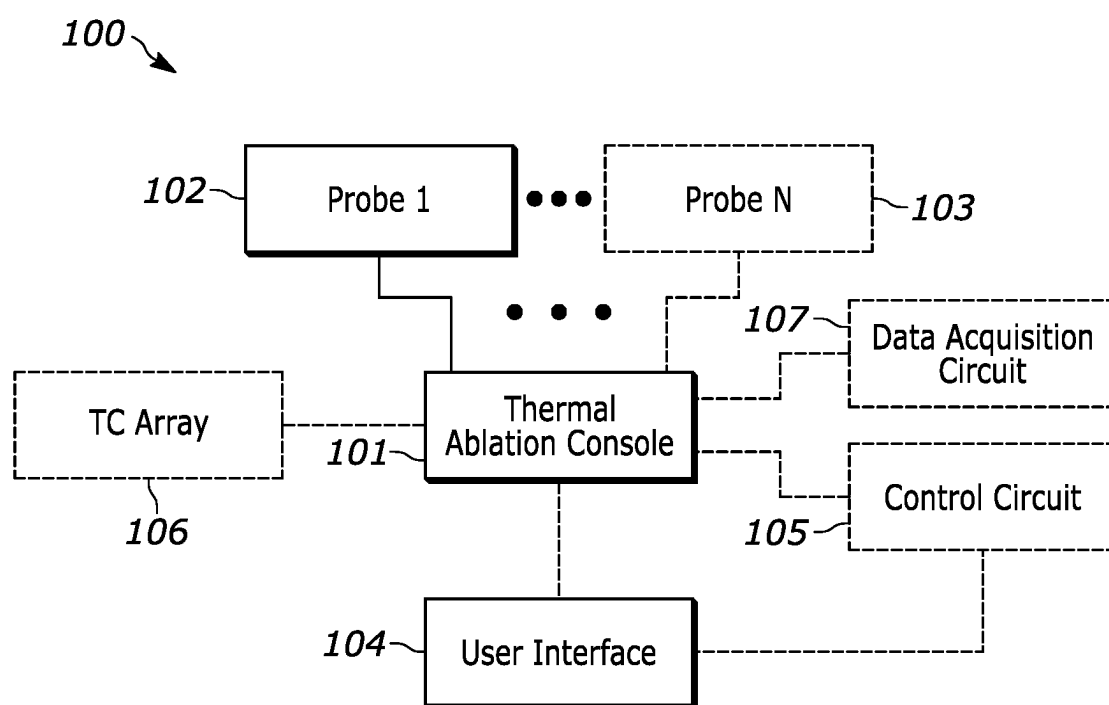 100
102
Probe 1
Probe N
103
107
Data Acquisition
Circuit
TC Array
106
101
Thermal
Ablation Console
Control Circuit
105
104
User Interface